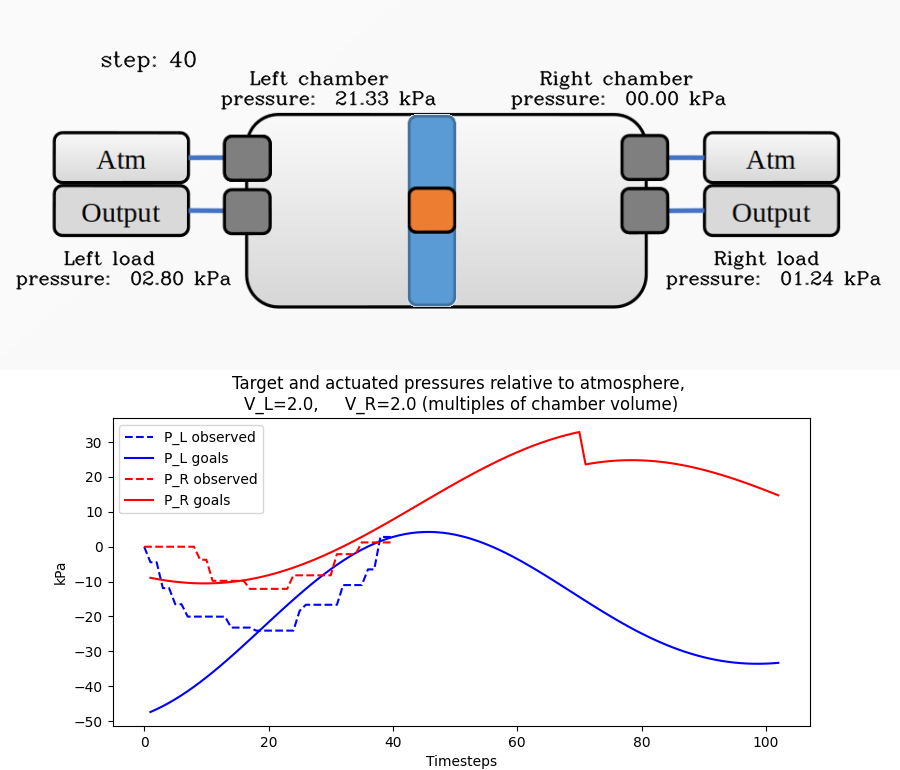 step: 40
Left chamber
pressure: 21.33 kPa
Right chamber
pressure: 00.00 kPa
Atm
Output
Atm
Output
Left load
pressure: 02.80 kPa
Right load
pressure: 01.24 kPa
Target and actuated pressures relative to atmosphere,
V_L=2.0, V_R=2.0 (multiples of chamber volume)
P_L observed
P_L goals
P_R observed
P_R goals
kPa
30
20
10
0
−10
−20
−30
−40
−50
0 20 40 60 80 100
Timesteps